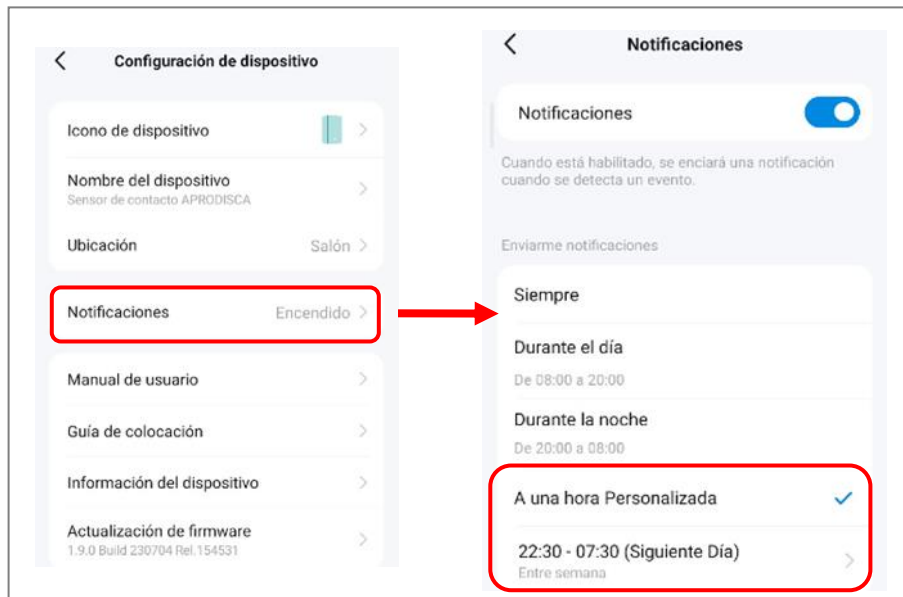 Configuración de dispositivo
Icono de dispositivo
Nombre del dispositivo
Sensor de contacto APRODISCA
Ubicación Salón
Notificaciones Encendido
Manual de usuario
Guía de colocación
Información del dispositivo
Actualización de firmware
1.9.0 Build 230704 Rel.154531
Notificaciones
Notificaciones
Cuando está habilitado, se enciará una notificación
cuando se detecta un evento.
Enviarme notificaciones
Siempre
Durante el día
De 08:00 a 20:00
Durante la noche
De 20:00 a 08:00
A una hora Personalizada
22:30 - 07:30 (Siguiente Día)
Entre semana